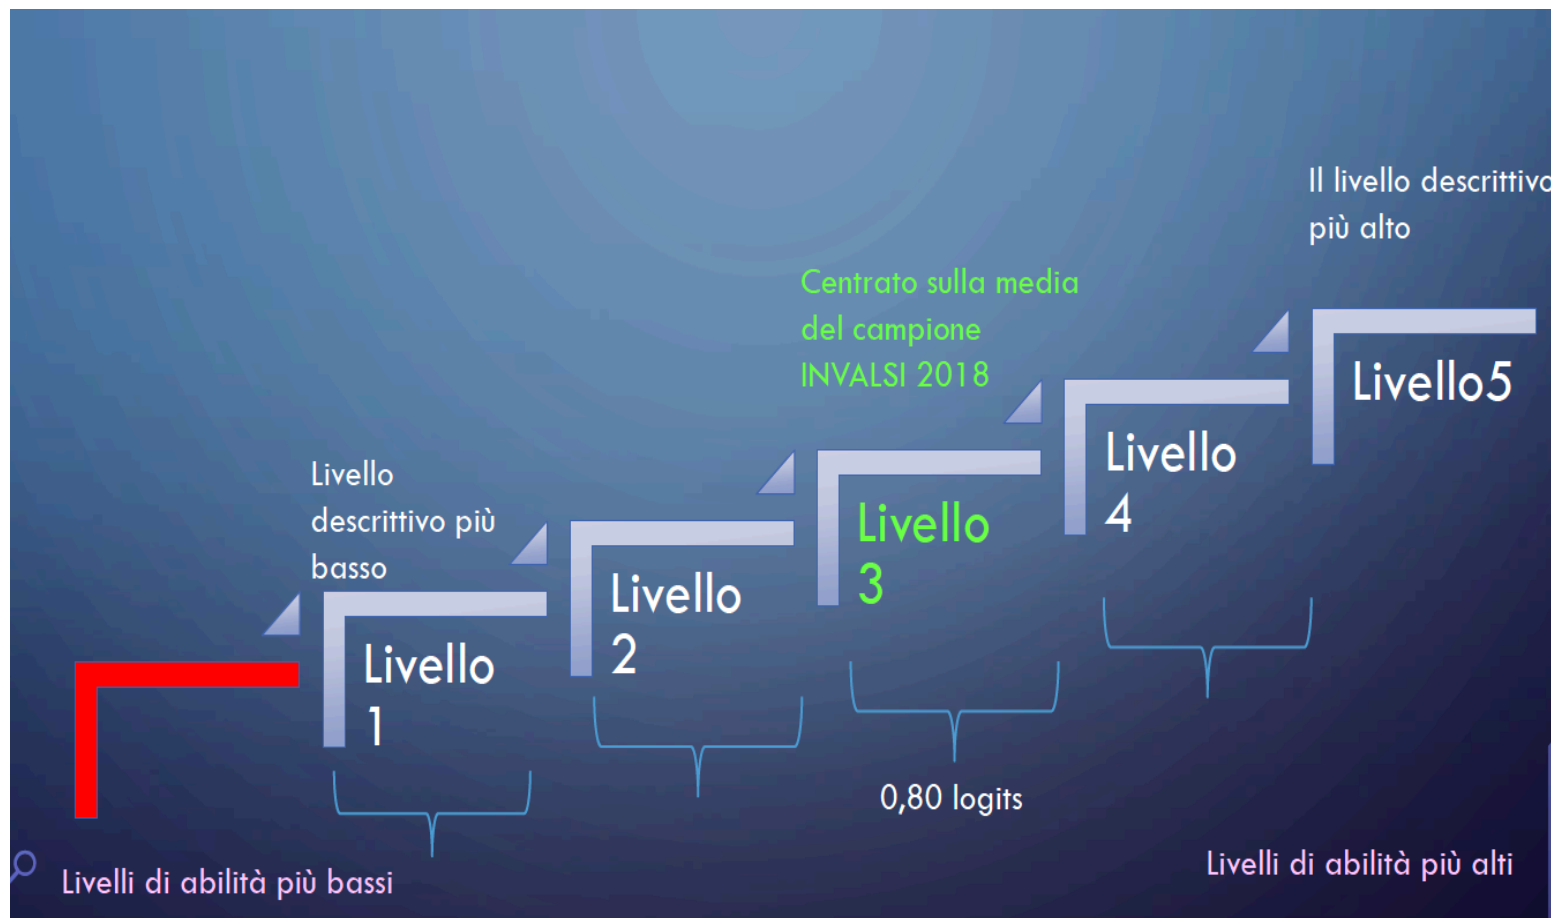 Il livello descrittivo
più alto
Centrato sulla media
del campione
INVALSI 2018
Livello5
Livello
4
Livello
descrittivo più
basso
Livello
3
Livello
2
Livello
1
0,80 logits
Livelli di abilità più bassi
Livelli di abilità più alti